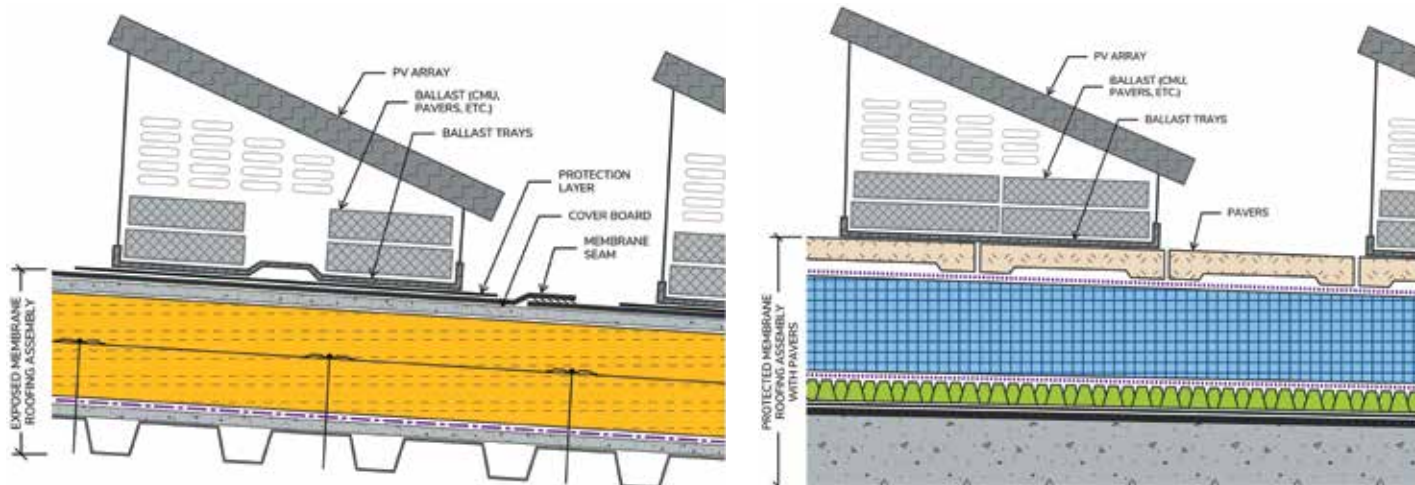 PV ARRAY
BALLAST (CMU,
PAVERS, ETC.)
BALLAST TRAYS
PROTECTION
LAYER
COVER BOARD
MEMBRANE
SEAM
EXPOSED MEMBRANE
ROOFING ASSEMBLY
PV ARRAY
BALLAST (CMU,
PAVERS, ETC.)
BALLAST TRAYS
PAVERS
PROTECTED MEMBRANE
ROOFING ASSEMBLY
WITH PAVERS